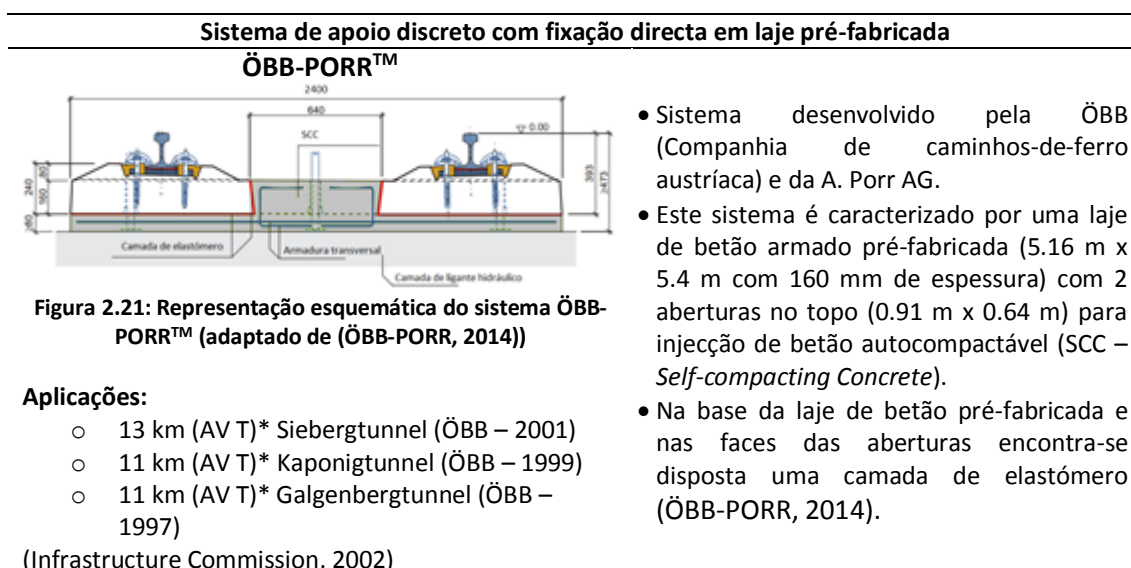 Sistema de apoio discreto com fixação directa em laje pré-fabricada
ÖBB-PORR™
2400
640
SCC
0.00
240
80
160
≥80
393
≥473
Camada de elastómero
Armadura transversal
Camada de ligante hidráulico
Figura 2.21: Representação esquemática do sistema ÖBB-
PORR™ (adaptado de (ÖBB-PORR, 2014))
Aplicações:
o 13 km (AV T)* Siebergtunnel (ÖBB – 2001)
o 11 km (AV T)* Kaponigtunnel (ÖBB – 1999)
o 11 km (AV T)* Galgenbergtunnel (ÖBB –
1997)
(Infrastructure Commission, 2002)
• Sistema desenvolvido pela ÖBB
(Companhia de caminhos-de-ferro
austríaca) e da A. Porr AG.
• Este sistema é caracterizado por uma laje
de betão armado pré-fabricada (5.16 m x
5.4 m com 160 mm de espessura) com 2
aberturas no topo (0.91 m x 0.64 m) para
injecção de betão autocompactável (SCC –
Self-compacting Concrete).
• Na base da laje de betão pré-fabricada e
nas faces das aberturas encontra-se
disposta uma camada de elastómero
(ÖBB-PORR, 2014).